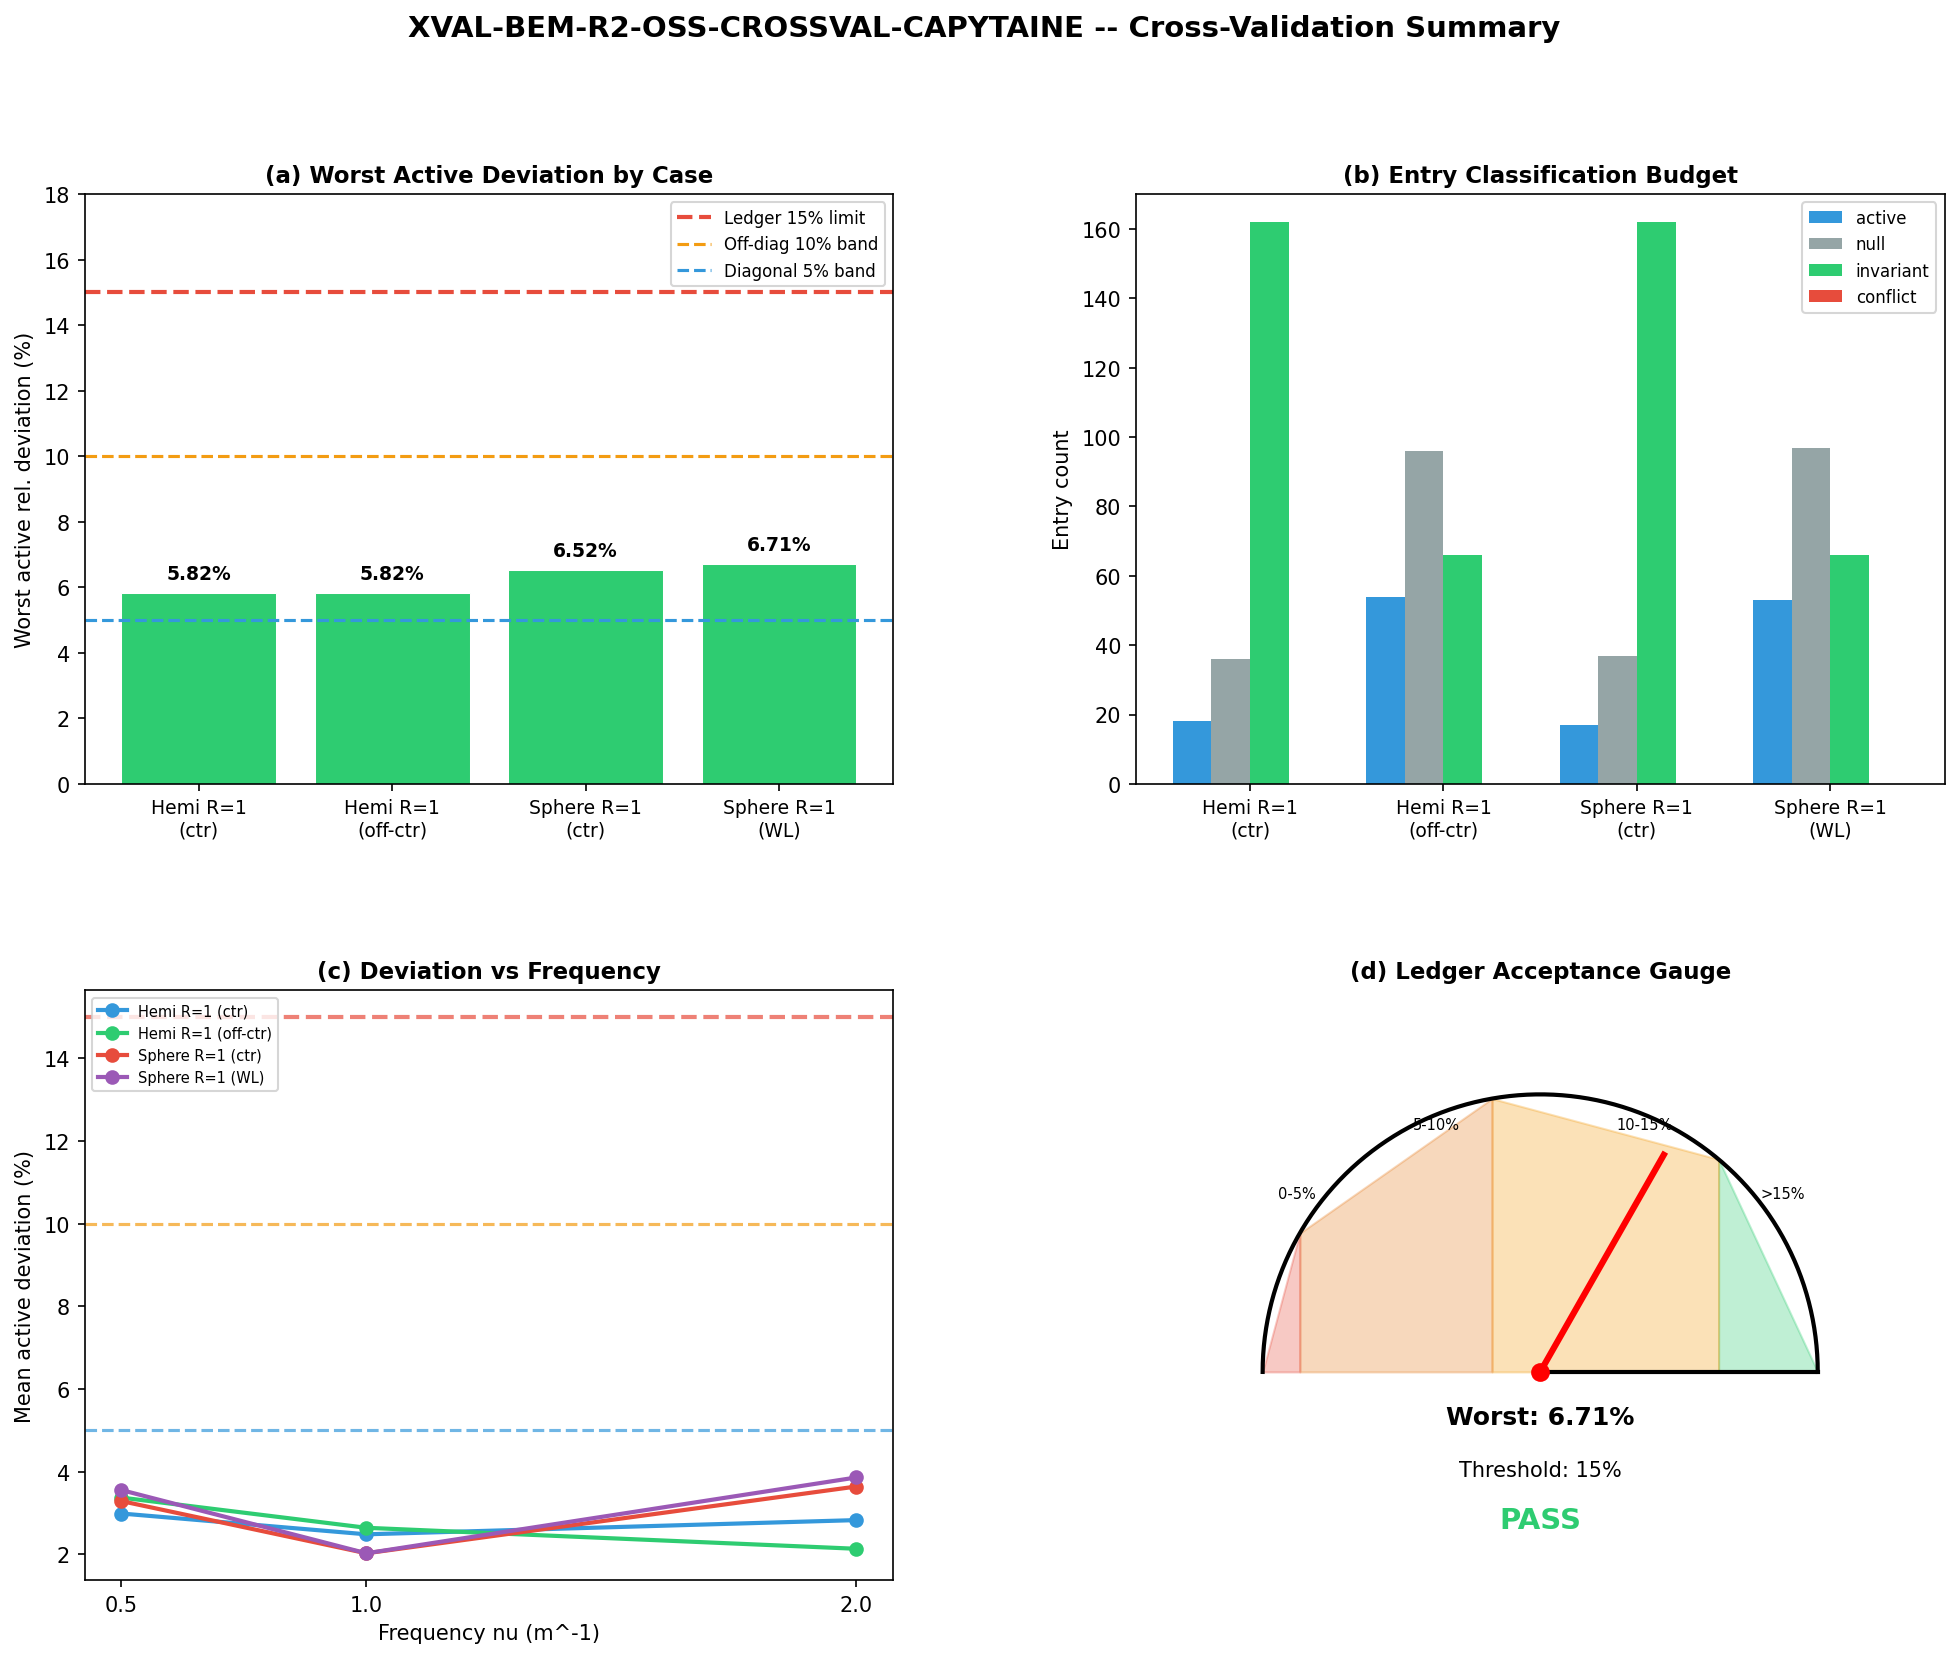 XVAL-BEM-R2-OSS-CROSSVAL-CAPYTAINE -- Cross-Validation Summary
(a) Worst Active Deviation by Case
Worst active rel. deviation (%)
18
16
14
12
10
8
6
4
2
0
Ledger 15% limit
Off-diag 10% band
Diagonal 5% band
5.82%
5.82%
6.52%
6.71%
Hemi R=1
(ctr)
Hemi R=1
(off-ctr)
Sphere R=1
(ctr)
Sphere R=1
(WL)
(b) Entry Classification Budget
Entry count
160
140
120
100
80
60
40
20
0
active
null
invariant
conflict
Hemi R=1
(ctr)
Hemi R=1
(off-ctr)
Sphere R=1
(ctr)
Sphere R=1
(WL)
(c) Deviation vs Frequency
Mean active deviation (%)
14
12
10
8
6
4
2
Hemi R=1 (ctr)
Hemi R=1 (off-ctr)
Sphere R=1 (ctr)
Sphere R=1 (WL)
0.5
1.0
2.0
Frequency nu (m^-1)
(d) Ledger Acceptance Gauge
0-5%
5-10%
10-15%
>15%
Worst: 6.71%
Threshold: 15%
PASS